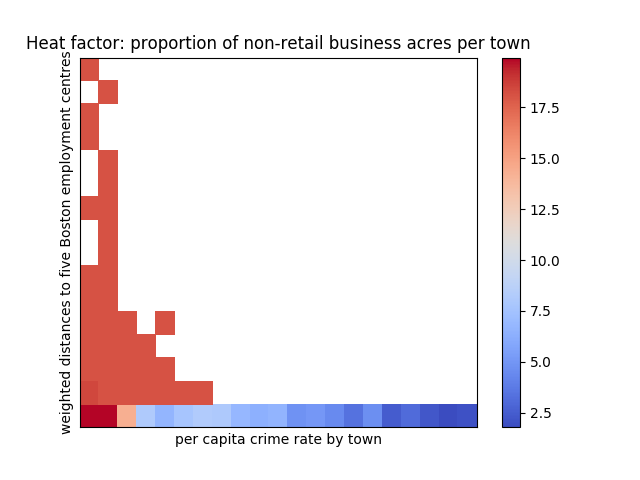 Heat factor: proportion of non-retail business acres per town
weighted distances to five Boston employment centres
17.5
15.0
12.5
10.0
7.5
5.0
2.5
per capita crime rate by town